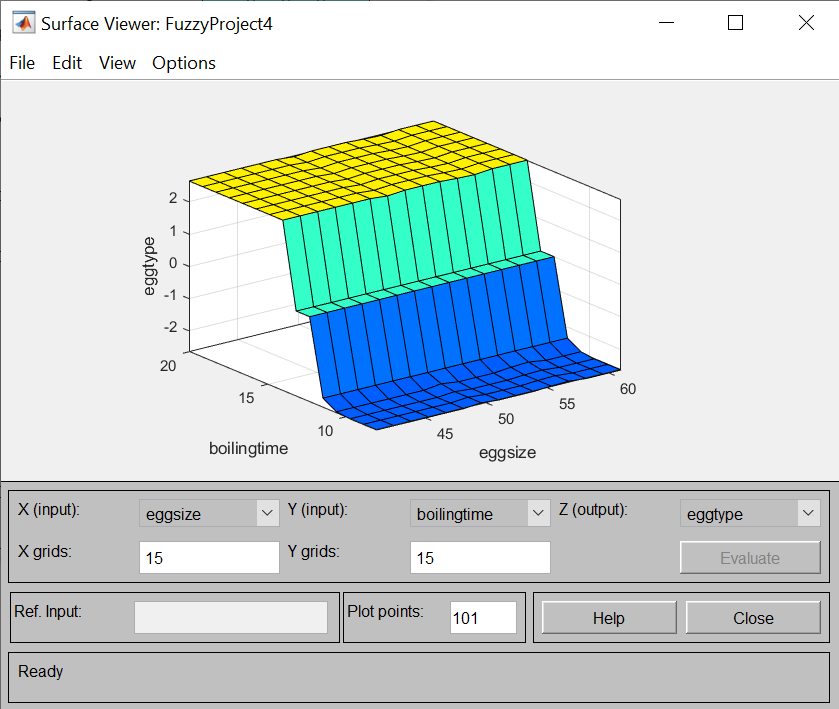 Surface Viewer: FuzzyProject4
File Edit View Options
2
1
0
-1
-2
eggtype
20
15
10
boilingtime
45
50
55
60
eggsize
X (input): eggsize Y (input): boilingtime Z (output): eggtype
X grids: 15 Y grids: 15 Evaluate
Ref. Input: Plot points: 101 Help Close
Ready